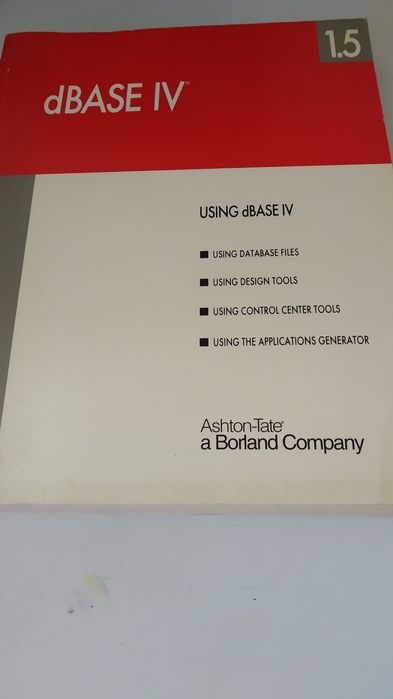 1.5
dBASE IV®
USING dBASE IV
■ USING DATABASE FILES
■ USING DESIGN TOOLS
■ USING CONTROL CENTER TOOLS
■ USING THE APPLICATIONS GENERATOR
Ashton-Tate®
a Borland Company